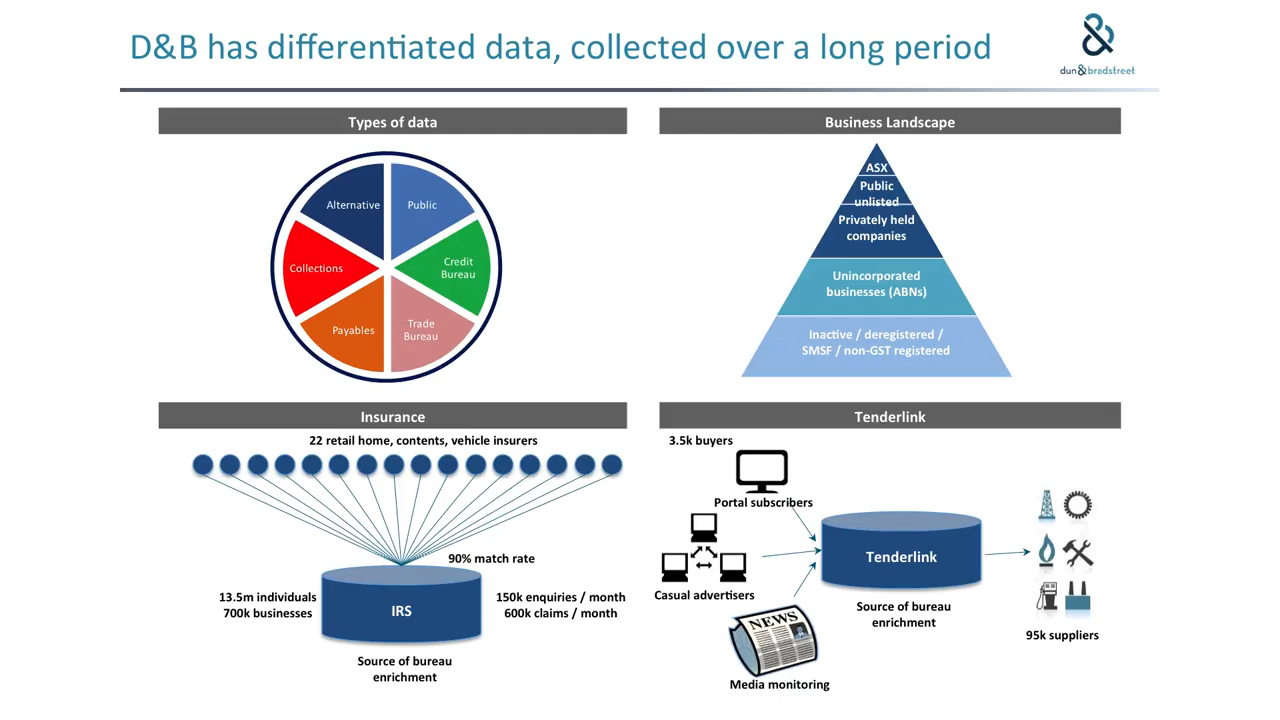 D&B has differentiated data, collected over a long period
dun&bradstreet
Types of data
Alternative
Public
Collections
Credit
Bureau
Payables
Trade
Bureau
Business Landscape
ASX
Public
unlisted
Privately held
companies
Unincorporated
businesses (ABNs)
Inactive / deregistered /
SMSF / non-GST registered
Insurance
22 retail home, contents, vehicle insurers
90% match rate
13.5m individuals
700k businesses
IRS
150k enquiries / month
600k claims / month
Source of bureau
enrichment
Tenderlink
3.5k buyers
Portal subscribers
Casual advertisers
NEWS
Media monitoring
Tenderlink
Source of bureau
enrichment
95k suppliers